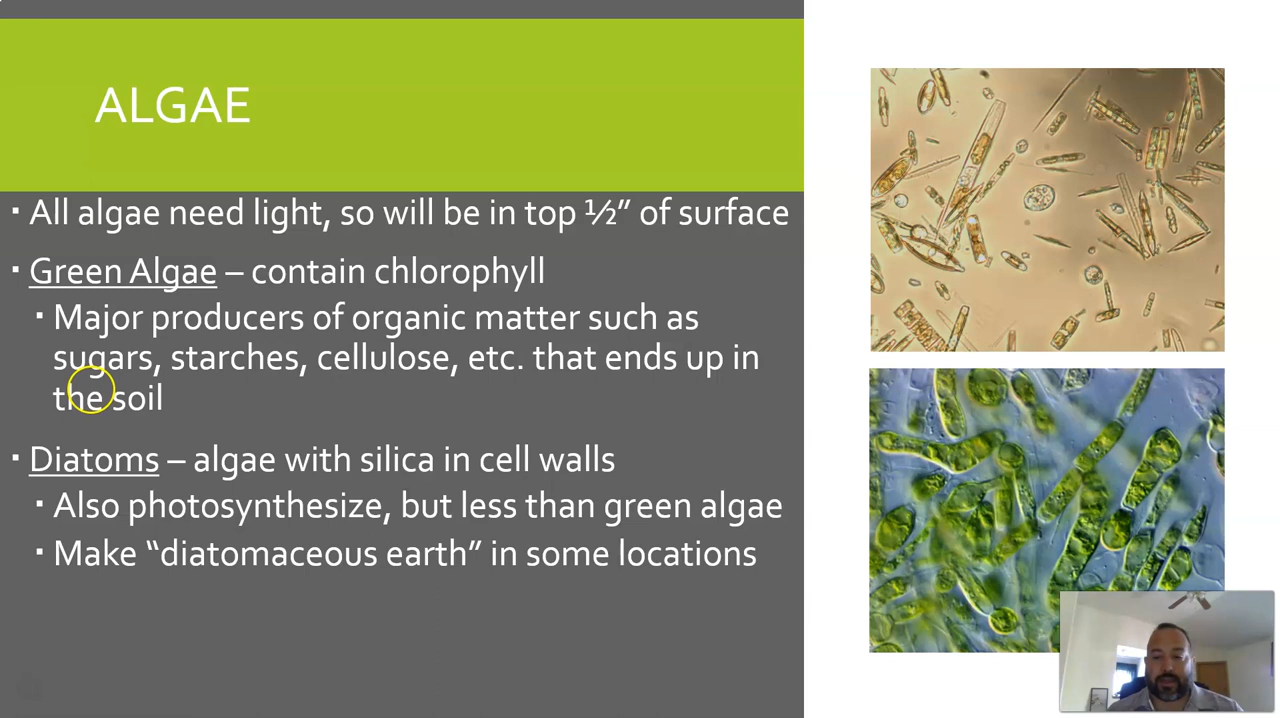 ALGAE
▪ All algae need light, so will be in top ½” of surface
▪ Green Algae – contain chlorophyll
▪ Major producers of organic matter such as
sugars, starches, cellulose, etc. that ends up in
the soil
▪ Diatoms – algae with silica in cell walls
▪ Also photosynthesize, but less than green algae
▪ Make “diatomaceous earth” in some locations